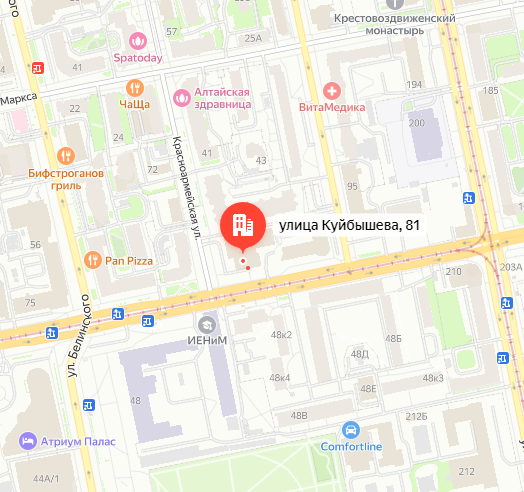 ого
Крестовоздвиженский
монастырь
25А
41
Spatoday
194
185
Маркса
ЧаЩа
22
24
Алтайская
здравница
ВитаМедика
200
Красноармейская ул.
Бифстроганов
гриль
72
41
43
95
улица Куйбышева, 81
56
Pan Pizza
75
210
203А
ул. Белинского
ИЕНиМ
48к2
48Б
48Д
48к4
48Е
48к3
48
48В
212Б
Атриум Палас
Comfortline
44А/1
212